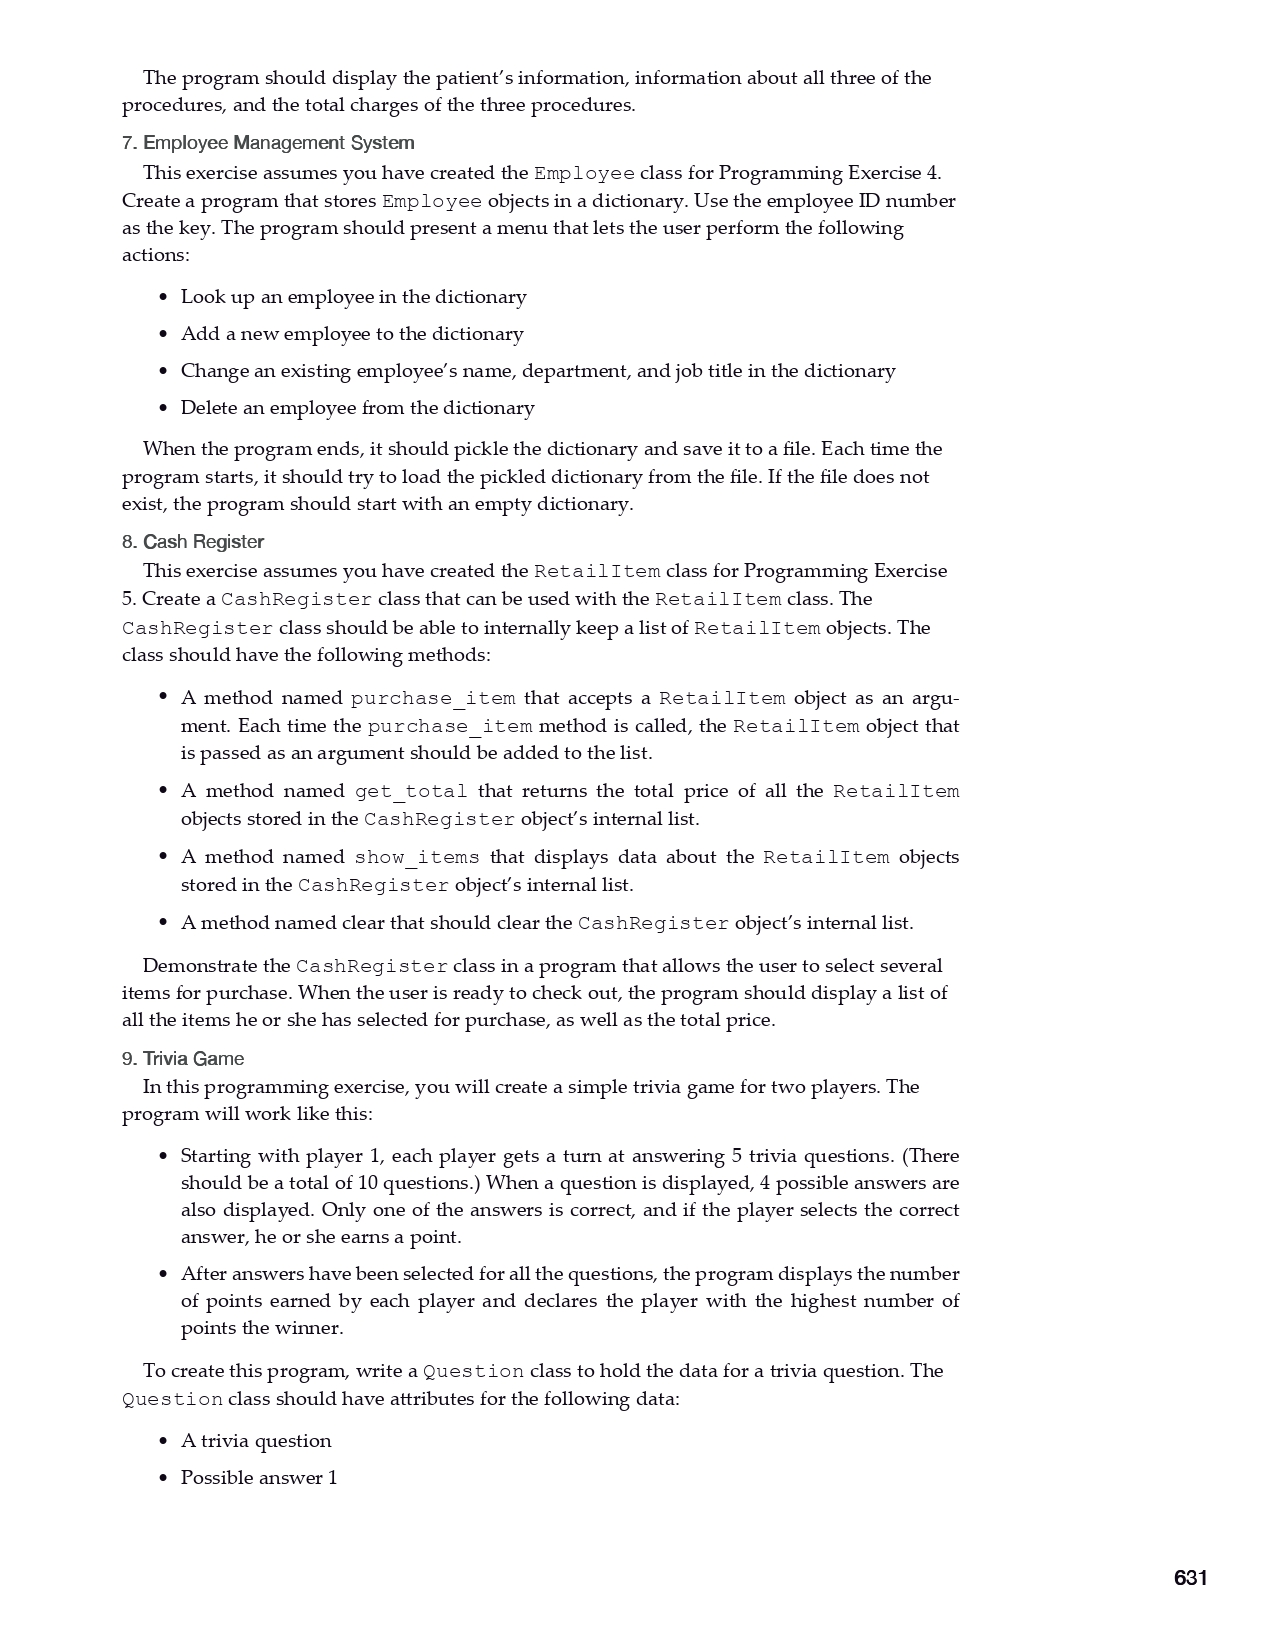 The program should display the patient’s information, information about all three of the
procedures, and the total charges of the three procedures.
7. Employee Management System
This exercise assumes you have created the Employee class for Programming Exercise 4.
Create a program that stores Employee objects in a dictionary. Use the employee ID number
as the key. The program should present a menu that lets the user perform the following
actions:
• Look up an employee in the dictionary
• Add a new employee to the dictionary
• Change an existing employee’s name, department, and job title in the dictionary
• Delete an employee from the dictionary
When the program ends, it should pickle the dictionary and save it to a file. Each time the
program starts, it should try to load the pickled dictionary from the file. If the file does not
exist, the program should start with an empty dictionary.
8. Cash Register
This exercise assumes you have created the RetailItem class for Programming Exercise
5. Create a CashRegister class that can be used with the RetailItem class. The
CashRegister class should be able to internally keep a list of RetailItem objects. The
class should have the following methods:
• A method named purchase_item that accepts a RetailItem object as an argu-
ment. Each time the purchase_item method is called, the RetailItem object that
is passed as an argument should be added to the list.
• A method named get_total that returns the total price of all the RetailItem
objects stored in the CashRegister object’s internal list.
• A method named show_items that displays data about the RetailItem objects
stored in the CashRegister object’s internal list.
• A method named clear that should clear the CashRegister object’s internal list.
Demonstrate the CashRegister class in a program that allows the user to select several
items for purchase. When the user is ready to check out, the program should display a list of
all the items he or she has selected for purchase, as well as the total price.
9. Trivia Game
In this programming exercise, you will create a simple trivia game for two players. The
program will work like this:
• Starting with player 1, each player gets a turn at answering 5 trivia questions. (There
should be a total of 10 questions.) When a question is displayed, 4 possible answers are
also displayed. Only one of the answers is correct, and if the player selects the correct
answer, he or she earns a point.
• After answers have been selected for all the questions, the program displays the number
of points earned by each player and declares the player with the highest number of
points the winner.
To create this program, write a Question class to hold the data for a trivia question. The
Question class should have attributes for the following data:
• A trivia question
• Possible answer 1
631